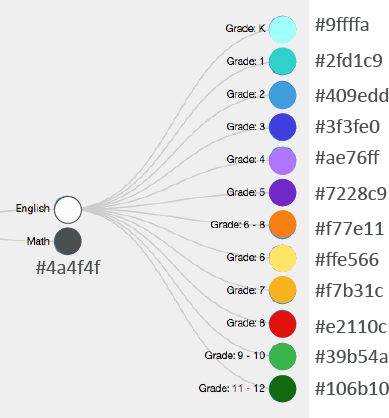 Grade: K #9ffffa
Grade: 1 #2fd1c9
Grade: 2 #409edd
Grade: 3 #3f3fe0
Grade: 4 #ae76ff
Grade: 5 #7228c9
English
Grade: 6 - 8 #f77e11
Math
Grade: 6 #ffe566
#4a4f4f
Grade: 7 #f7b31c
Grade: 8 #e2110c
Grade: 9 - 10 #39b54a
Grade: 11 - 12 #106b10